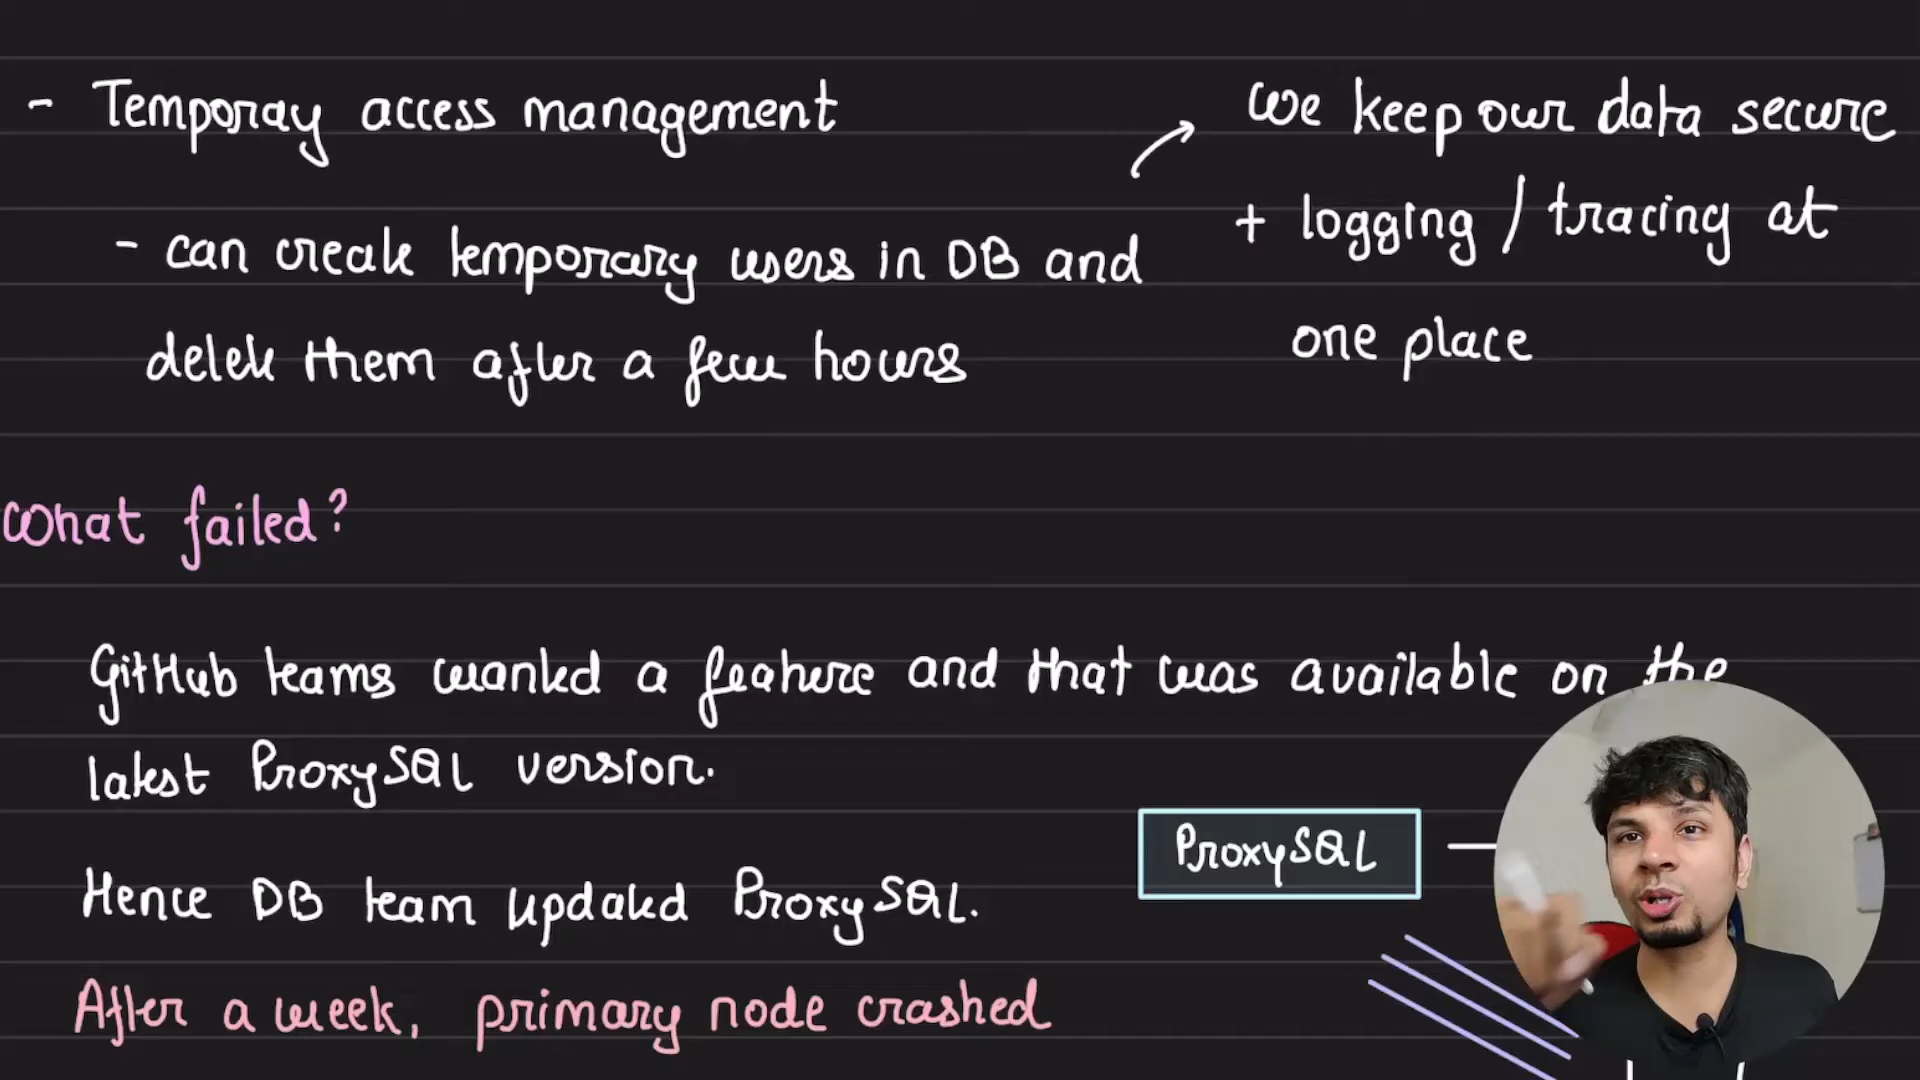 - Temporay access management
- can create temporary users in DB and
delete them after a few hours
we keep our data secure
+ logging / tracing at
one place
What failed?
GitHub teams wanted a feature and that was available on the
latest ProxySQL version.
Hence DB team updated ProxySQL.
ProxySQL
After a week, primary node crashed